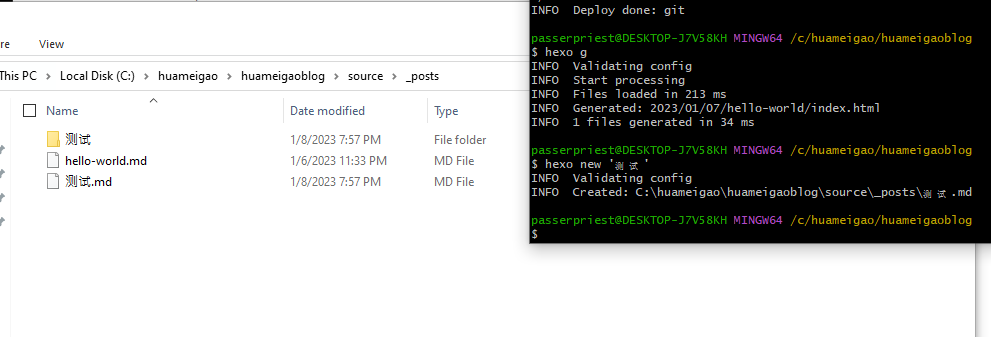 re
View
This PC > Local Disk (C:) > huameigao > huameigaoblog > source > _posts
Name
Date modified
Type
测试
1/8/2023 7:57 PM
File folder
hello-world.md
1/6/2023 11:33 PM
MD File
测试.md
1/8/2023 7:57 PM
MD File
INFO  Deploy done: git
passerpriest@DESKTOP-J7V58KH MINGW64 /c/huameigao/huameigaoblog
$ hexo g
INFO  Validating config
INFO  Start processing
INFO  Files loaded in 213 ms
INFO  Generated: 2023/01/07/hello-world/index.html
INFO  1 files generated in 34 ms
passerpriest@DESKTOP-J7V58KH MINGW64 /c/huameigao/huameigaoblog
$ hexo new '测试'
INFO  Validating config
INFO  Created: C:\huameigao\huameigaoblog\source\_posts\测试.md
passerpriest@DESKTOP-J7V58KH MINGW64 /c/huameigao/huameigaoblog
$